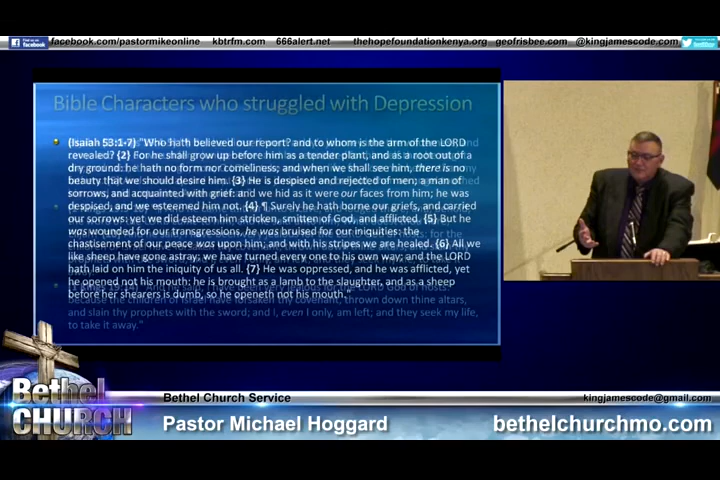 Find us on
facebook
facebook.com/pastormikeonline kbtrfm.com 666alert.net thehopefoundationkenya.org geofrisbee.com @kingjamescode.com
Bible Characters who struggled with Depression
(Isaiah 53:1-7) "Who hath believed our report? and to whom is the arm of the LORD
revealed? {2} For he shall grow up before him as a tender plant, and as a root out of a
dry ground: he hath no form nor comeliness; and when we shall see him, there is no
beauty that we should desire him. {3} He is despised and rejected of men; a man of
sorrows, and acquainted with grief: and we hid as it were our faces from him; he was
despised, and we esteemed him not. {4} ¶ Surely he hath borne our griefs, and carried
our sorrows: yet we did esteem him stricken, smitten of God, and afflicted. {5} But he
was wounded for our transgressions, he was bruised for our iniquities: the
chastisement of our peace was upon him; and with his stripes we are healed. {6} All we
like sheep have gone astray; we have turned every one to his own way; and the LORD
hath laid on him the iniquity of us all. {7} He was oppressed, and he was afflicted, yet
he opened not his mouth: he is brought as a lamb to the slaughter, and as a sheep
before her shearers is dumb, so he openeth not his mouth."
because the children of Israel have forsaken thy covenant, thrown down thine altars,
and slain thy prophets with the sword; and I, even I only, am left; and they seek my life,
to take it away."
Bethel
CHURCH
Bethel Church Service
kingjamescode@gmail.com
Pastor Michael Hoggard
bethelchurchmo.com